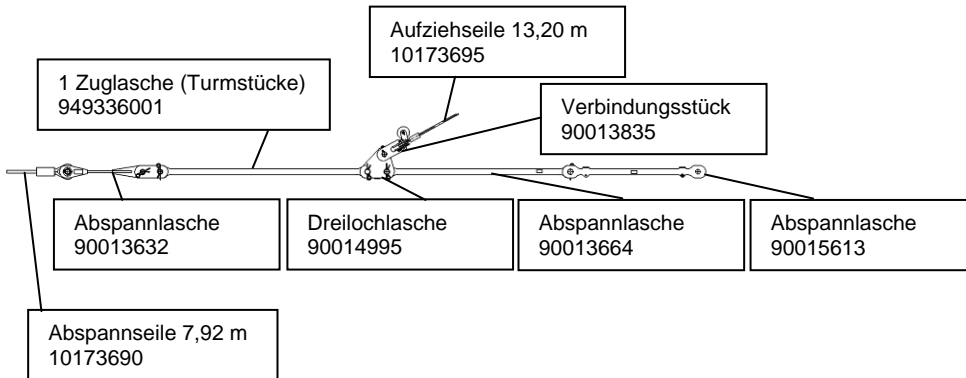 Aufziehseile 13,20 m
10173695
1 Zuglasche (Turmstücke)
949336001
Verbindungsstück
90013835
Abspannlasche
90013632
Dreilochlasche
90014995
Abspannlasche
90013664
Abspannlasche
90015613
Abspannseile 7,92 m
10173690